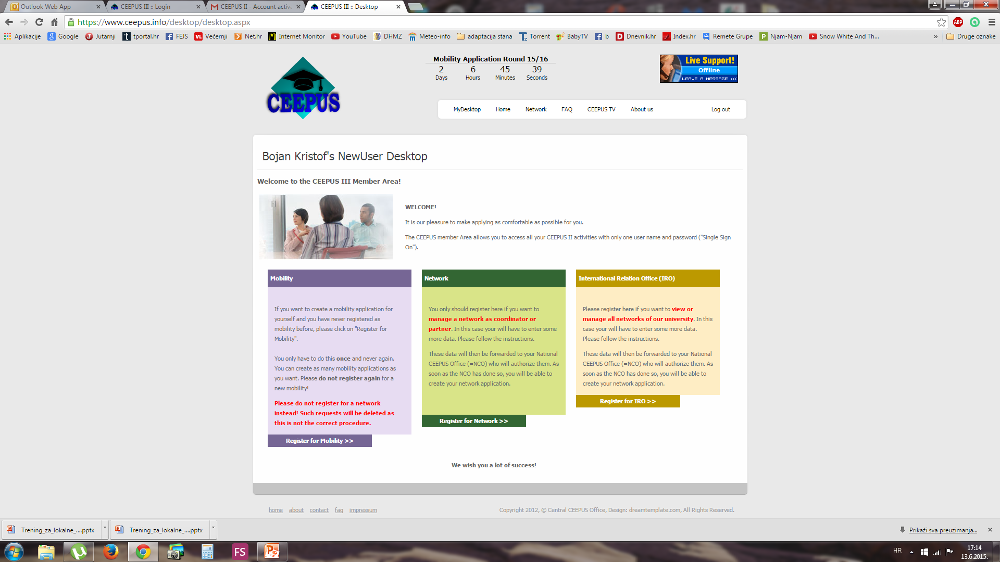 Outlook Web App
CEEPUS III :: Login
CEEPUS II - Account activa
CEEPUS III :: Desktop
https://www.ceepus.info/desktop/desktop.aspx
ABP
Aplikacije
Google
Jutarnji
tportal.hr
FEJS
Večernji
Net.hr
Internet Monitor
YouTube
DHMZ
Meteo-info
adaptacija stana
Torrent
BabyTV
b
Dnevnik.hr
Index.hr
Remete Grupe
Njam-Njam
Snow White And Th...
»
Druge oznake
CEEPUS
Mobility Application Round 15/16
2 6 45 39
Days Hours Minutes Seconds
Live Support!
Offline
LEAVE A MESSAGE <<<
MyDesktop Home Network FAQ CEEPUS TV About us Log out
Bojan Kristof's NewUser Desktop
Welcome to the CEEPUS III Member Area!
WELCOME!
It is our pleasure to make applying as comfortable as possible for you.
The CEEPUS member Area allows you to access all your CEEPUS II activities with only one user name and password ("Single Sign
On").
Mobility
If you want to create a mobility application for
yourself and you have never registered as
mobility before, please click on "Register for
Mobility".
You only have to do this once and never again.
You can create as many mobility applications as
you want. Please do not register again for a
new mobility!
Please do not register for a network
instead! Such requests will be deleted as
this is not the correct procedure.
Register for Mobility >>
Network
You only should register here if you want to
manage a network as coordinator or
partner. In this case your will have to enter some
more data. Please follow the instructions.
These data will then be forwarded to your National
CEEPUS Office (=NCO) who will authorize them. As
soon as the NCO has done so, you will be able to
create your network application.
Register for Network >>
International Relation Office (IRO)
Please register here if you want to view or
manage all networks of our university. In this
case your will have to enter some more data.
Please follow the instructions.
These data will then be forwarded to your National
CEEPUS Office (=NCO) who will authorize them. As
soon as the NCO has done so, you will be able to
create your network application.
Register for IRO >>
We wish you a lot of success!
home about contact faq impressum
Copyright 2012, © Central CEEPUS Office, Design: dreamtemplate.com, All Rights Reserved.
Trening_za_lokalne_....pptx
Trening_za_lokalne_....pptx
Prikaži sva preuzimanja...
FS
HR
17:14
13.6.2015.